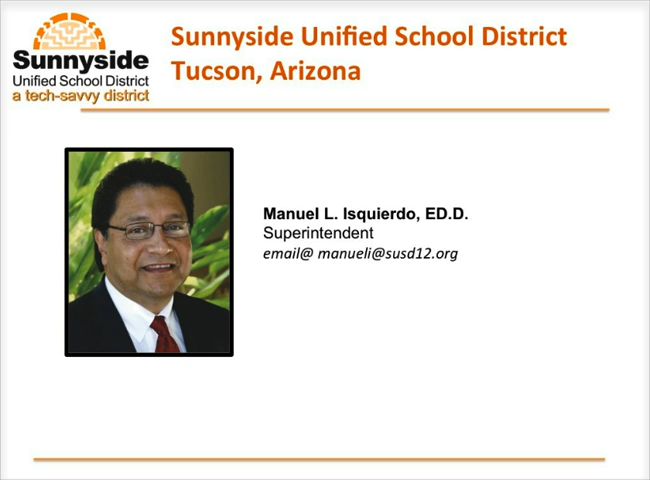 Sunnyside
Unified School District
a tech-savvy district
Sunnyside Unified School District
Tucson, Arizona
Manuel L. Isquierdo, ED.D.
Superintendent
email@ manueli@susd12.org